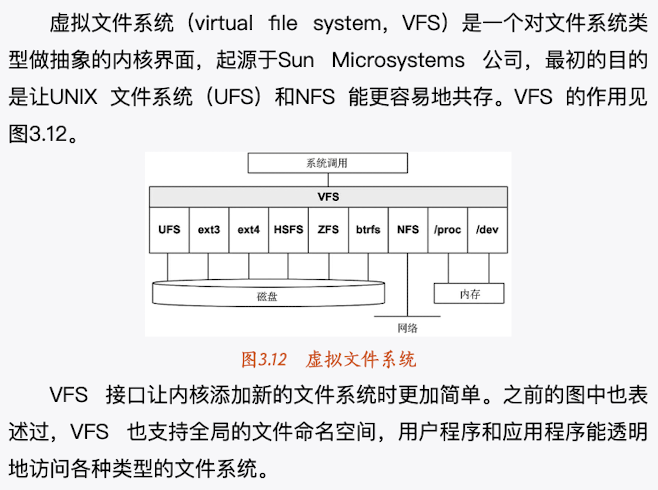 虚拟文件系统（virtual file system，VFS）是一个对文件系统类
型做抽象的内核界面，起源于Sun Microsystems 公司，最初的目的
是让UNIX 文件系统（UFS）和NFS 能更容易地共存。VFS 的作用见
图3.12。
系统调用
VFS
UFS ext3 ext4 HSFS ZFS btrfs NFS /proc /dev
磁盘 内存
网络
图3.12 虚拟文件系统
VFS 接口让内核添加新的文件系统时更加简单。之前的图中也表
述过，VFS 也支持全局的文件命名空间，用户程序和应用程序能透明
地访问各种类型的文件系统。